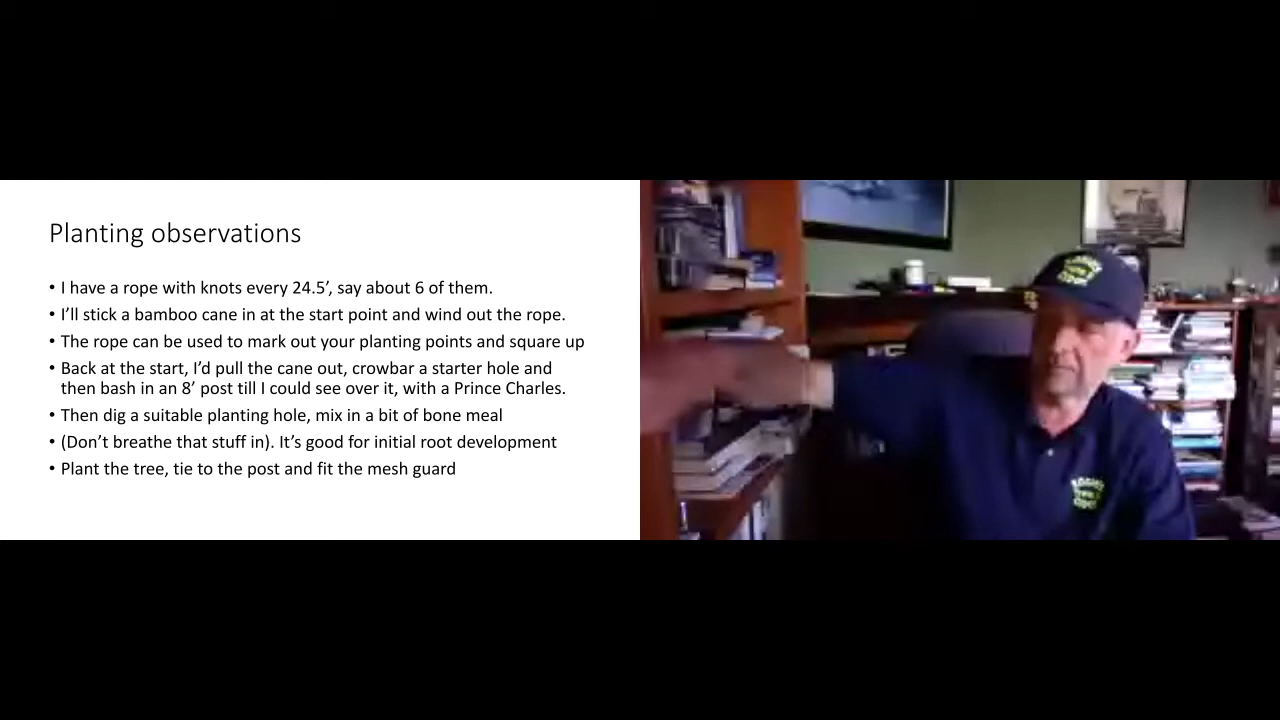 Planting observations
• I have a rope with knots every 24.5’, say about 6 of them.
• I’ll stick a bamboo cane in at the start point and wind out the rope.
• The rope can be used to mark out your planting points and square up
• Back at the start, I’d pull the cane out, crowbar a starter hole and
then bash in an 8’ post till I could see over it, with a Prince Charles.
• Then dig a suitable planting hole, mix in a bit of bone meal
• (Don’t breathe that stuff in). It’s good for initial root development
• Plant the tree, tie to the post and fit the mesh guard